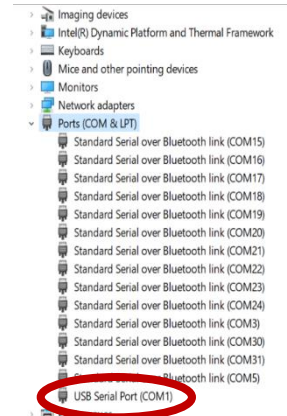 Imaging devices
Intel(R) Dynamic Platform and Thermal Framework
Keyboards
Mice and other pointing devices
Monitors
Network adapters
Ports (COM & LPT)
Standard Serial over Bluetooth link (COM15)
Standard Serial over Bluetooth link (COM16)
Standard Serial over Bluetooth link (COM17)
Standard Serial over Bluetooth link (COM18)
Standard Serial over Bluetooth link (COM19)
Standard Serial over Bluetooth link (COM20)
Standard Serial over Bluetooth link (COM21)
Standard Serial over Bluetooth link (COM22)
Standard Serial over Bluetooth link (COM23)
Standard Serial over Bluetooth link (COM24)
Standard Serial over Bluetooth link (COM3)
Standard Serial over Bluetooth link (COM30)
Standard Serial over Bluetooth link (COM31)
Bluetooth link (COM5)
USB Serial Port (COM1)